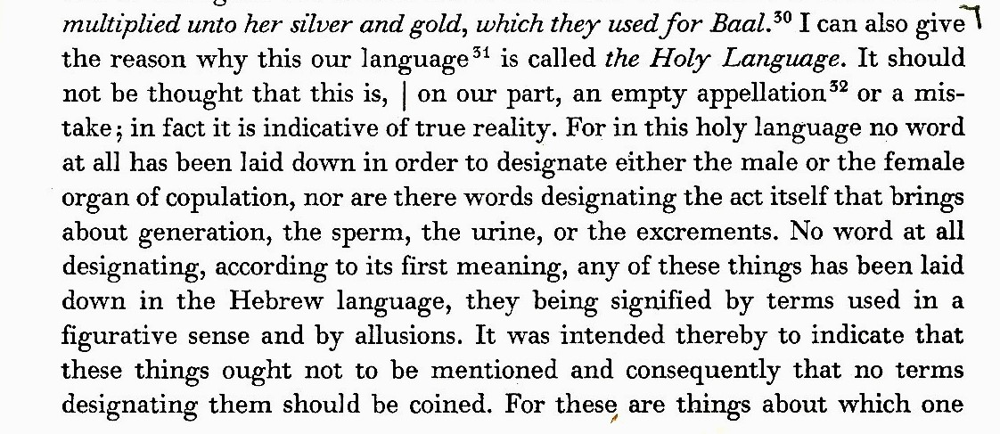 multiplied unto her silver and gold, which they used for Baal.³⁰ I can also give
the reason why this our language³¹ is called the Holy Language. It should
not be thought that this is, | on our part, an empty appellation³² or a mis-
take; in fact it is indicative of true reality. For in this holy language no word
at all has been laid down in order to designate either the male or the female
organ of copulation, nor are there words designating the act itself that brings
about generation, the sperm, the urine, or the excrements. No word at all
designating, according to its first meaning, any of these things has been laid
down in the Hebrew language, they being signified by terms used in a
figurative sense and by allusions. It was intended thereby to indicate that
these things ought not to be mentioned and consequently that no terms
designating them should be coined. For these are things about which one